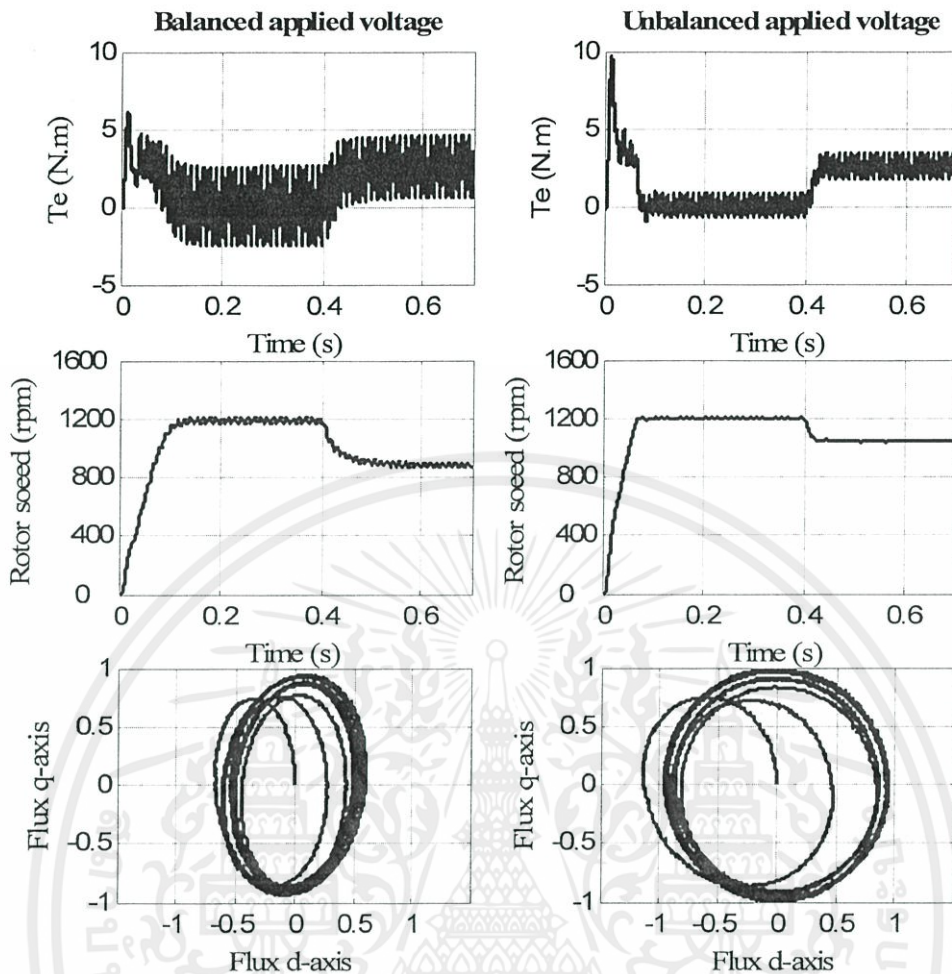 Balanced applied voltage
Unbalanced applied voltage
10
5
0
-5
Te (N.m)
0 0.2 0.4 0.6
Time (s)
10
5
0
-5
Te (N.m)
0 0.2 0.4 0.6
Time (s)
1600
1200
800
400
0
Rotor soeed (rpm)
0 0.2 0.4 0.6
Time (s)
1600
1200
800
400
0
Rotor soeed (rpm)
0 0.2 0.4 0.6
Time (s)
1
0.5
0
-0.5
-1
Flux q-axis
-1 -0.5 0 0.5 1
Flux d-axis
1
0.5
0
-0.5
-1
Flux q-axis
-1 -0.5 0 0.5 1
Flux d-axis